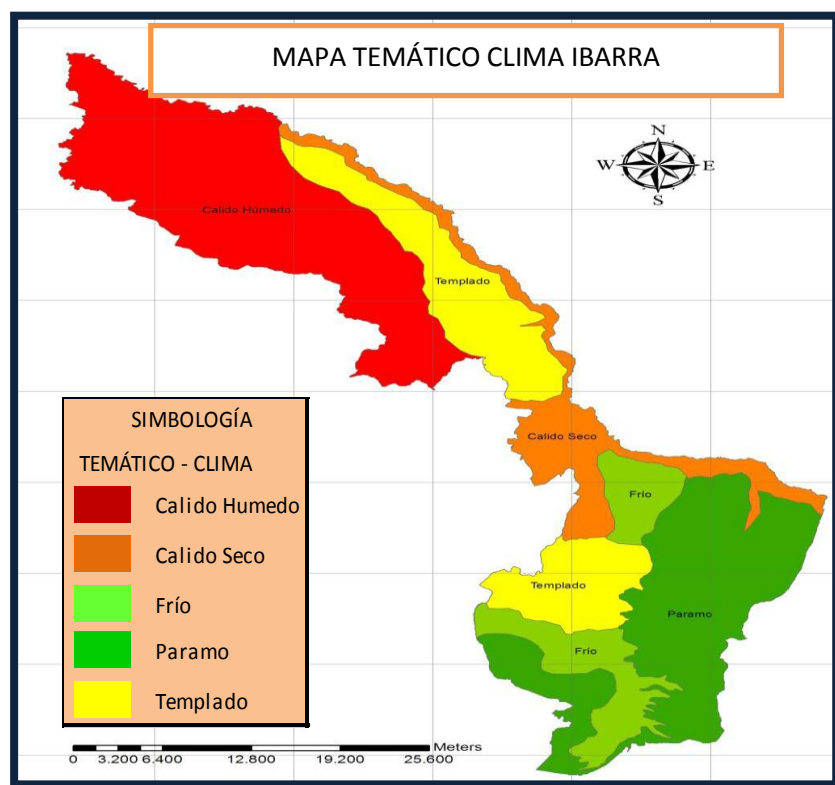 MAPA TEMÁTICO CLIMA IBARRA
N
W E
S
Calido Húmedo
Templado
Calido Seco
Frío
Templado
Paramo
Frío
SIMBOLOGÍA
TEMÁTICO - CLIMA
Calido Humedo
Calido Seco
Frío
Paramo
Templado
Meters
0 3.200 6.400 12.800 19.200 25.600